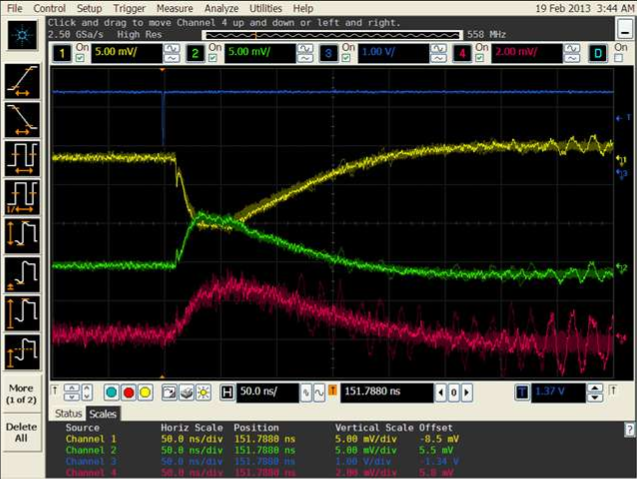 File Control Setup Trigger Measure Analyze Utilities Help 19 Feb 2013 3:44 AM
Click and drag to move Channel 4 up and down or left and right.
2.50 GSa/s High Res 558 MHz
1 On 5.00 mV/ 2 On 5.00 mV/ 3 On 1.00 V/ 4 On 2.00 mV/ D On
T
1
3
2
4
More
(1 of 2)
Delete
All
H 50.0 ns/ 151.7880 ns 0 T 1.37 V
Status Scales
Source Horiz Scale Position Vertical Scale Offset
Channel 1 50.0 ns/div 151.7880 ns 5.00 mV/div -8.5 mV
Channel 2 50.0 ns/div 151.7880 ns 5.00 mV/div 5.5 mV
Channel 3 50.0 ns/div 151.7880 ns 1.00 V/div -1.34 V
Channel 4 50.0 ns/div 151.7880 ns 2.00 mV/div 5.8 mV